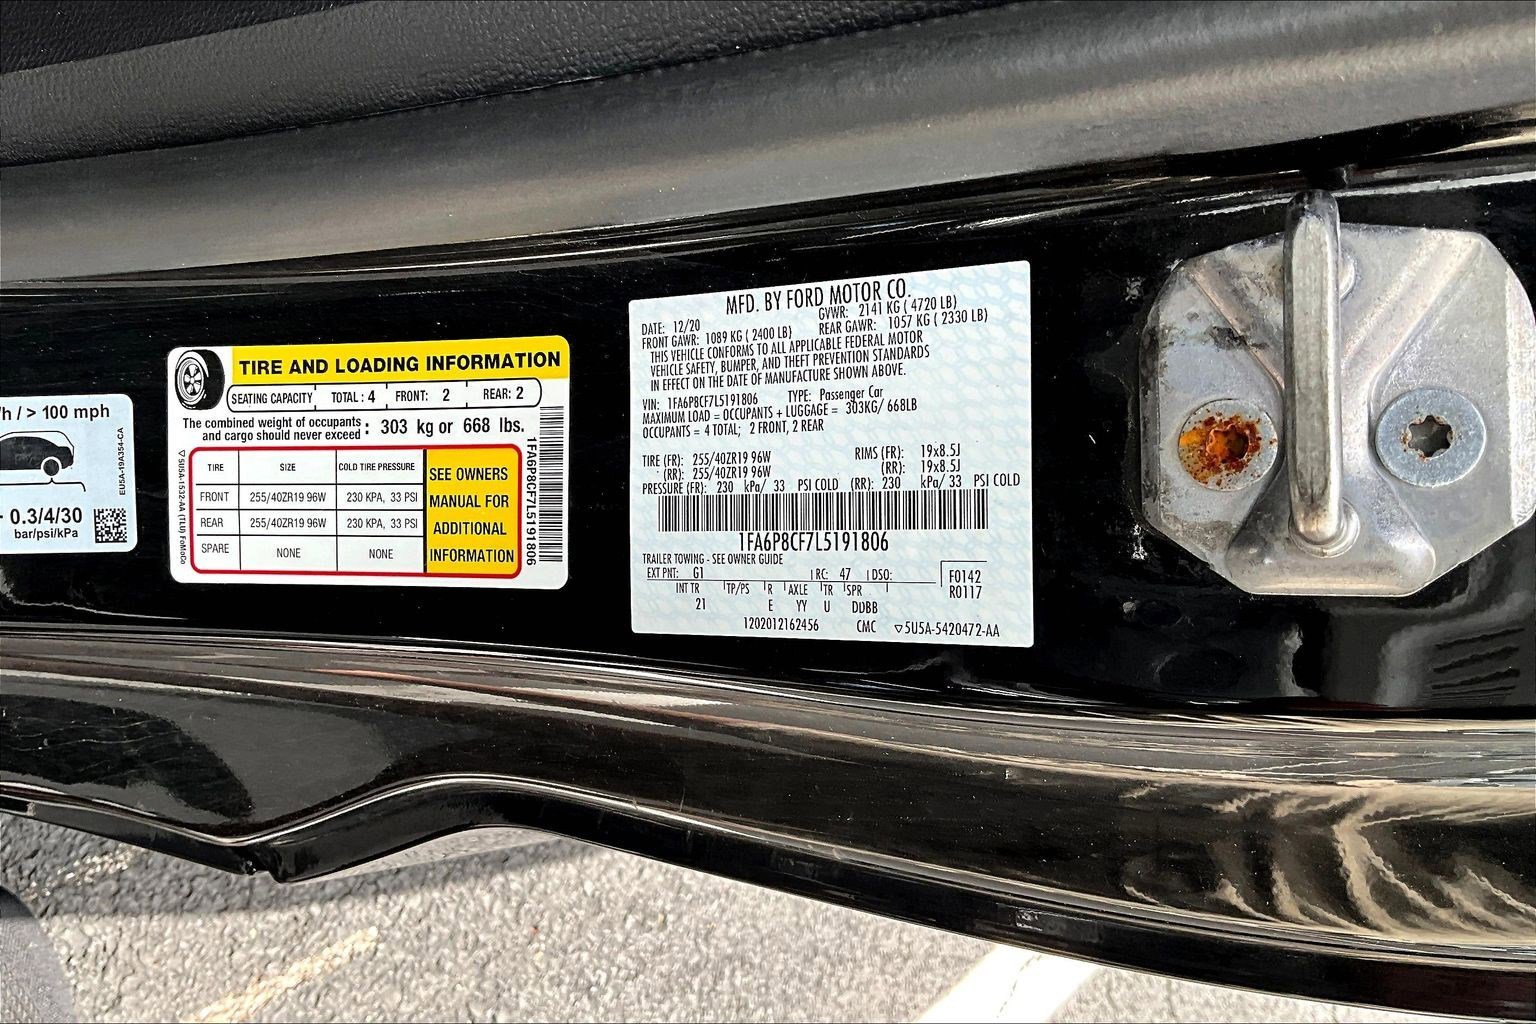 /h / > 100 mph
0.3/4/30
bar/psi/kPa
EU5A-19A354-CA
TIRE AND LOADING INFORMATION
SEATING CAPACITY TOTAL : 4 FRONT: 2 REAR: 2
The combined weight of occupants
and cargo should never exceed : 303 kg or 668 lbs.
TIRE SIZE COLD TIRE PRESSURE
FRONT 255/40ZR19 96W 230 KPA, 33 PSI
REAR 255/40ZR19 96W 230 KPA, 33 PSI
SPARE NONE NONE
SEE OWNERS
MANUAL FOR
ADDITIONAL
INFORMATION
5U5A-1532-AA (TLU) FoMoCo
1FA6P8CF7L5191806
MFD. BY FORD MOTOR CO.
DATE: 12/20 GVWR: 2141 KG ( 4720 LB)
FRONT GAWR: 1089 KG ( 2400 LB) REAR GAWR: 1057 KG ( 2330 LB)
THIS VEHICLE CONFORMS TO ALL APPLICABLE FEDERAL MOTOR
VEHICLE SAFETY, BUMPER, AND THEFT PREVENTION STANDARDS
IN EFFECT ON THE DATE OF MANUFACTURE SHOWN ABOVE.
VIN: 1FA6P8CF7L5191806 TYPE: Passenger Car
MAXIMUM LOAD = OCCUPANTS + LUGGAGE = 303KG/ 668LB
OCCUPANTS = 4 TOTAL; 2 FRONT, 2 REAR
TIRE (FR): 255/40ZR19 96W RIMS (FR): 19x8.5J
(RR): 255/40ZR19 96W (RR): 19x8.5J
PRESSURE (FR): 230 kPa/ 33 PSI COLD (RR): 230 kPa/ 33 PSI COLD
1FA6P8CF7L5191806
TRAILER TOWING - SEE OWNER GUIDE
EXT PNT: G1 RC: 47 DSO: F0142
R0117
INT TR TP/PS R AXLE TR SPR
21 E YY U DDBB
1202012162456 CMC 5U5A-5420472-AA